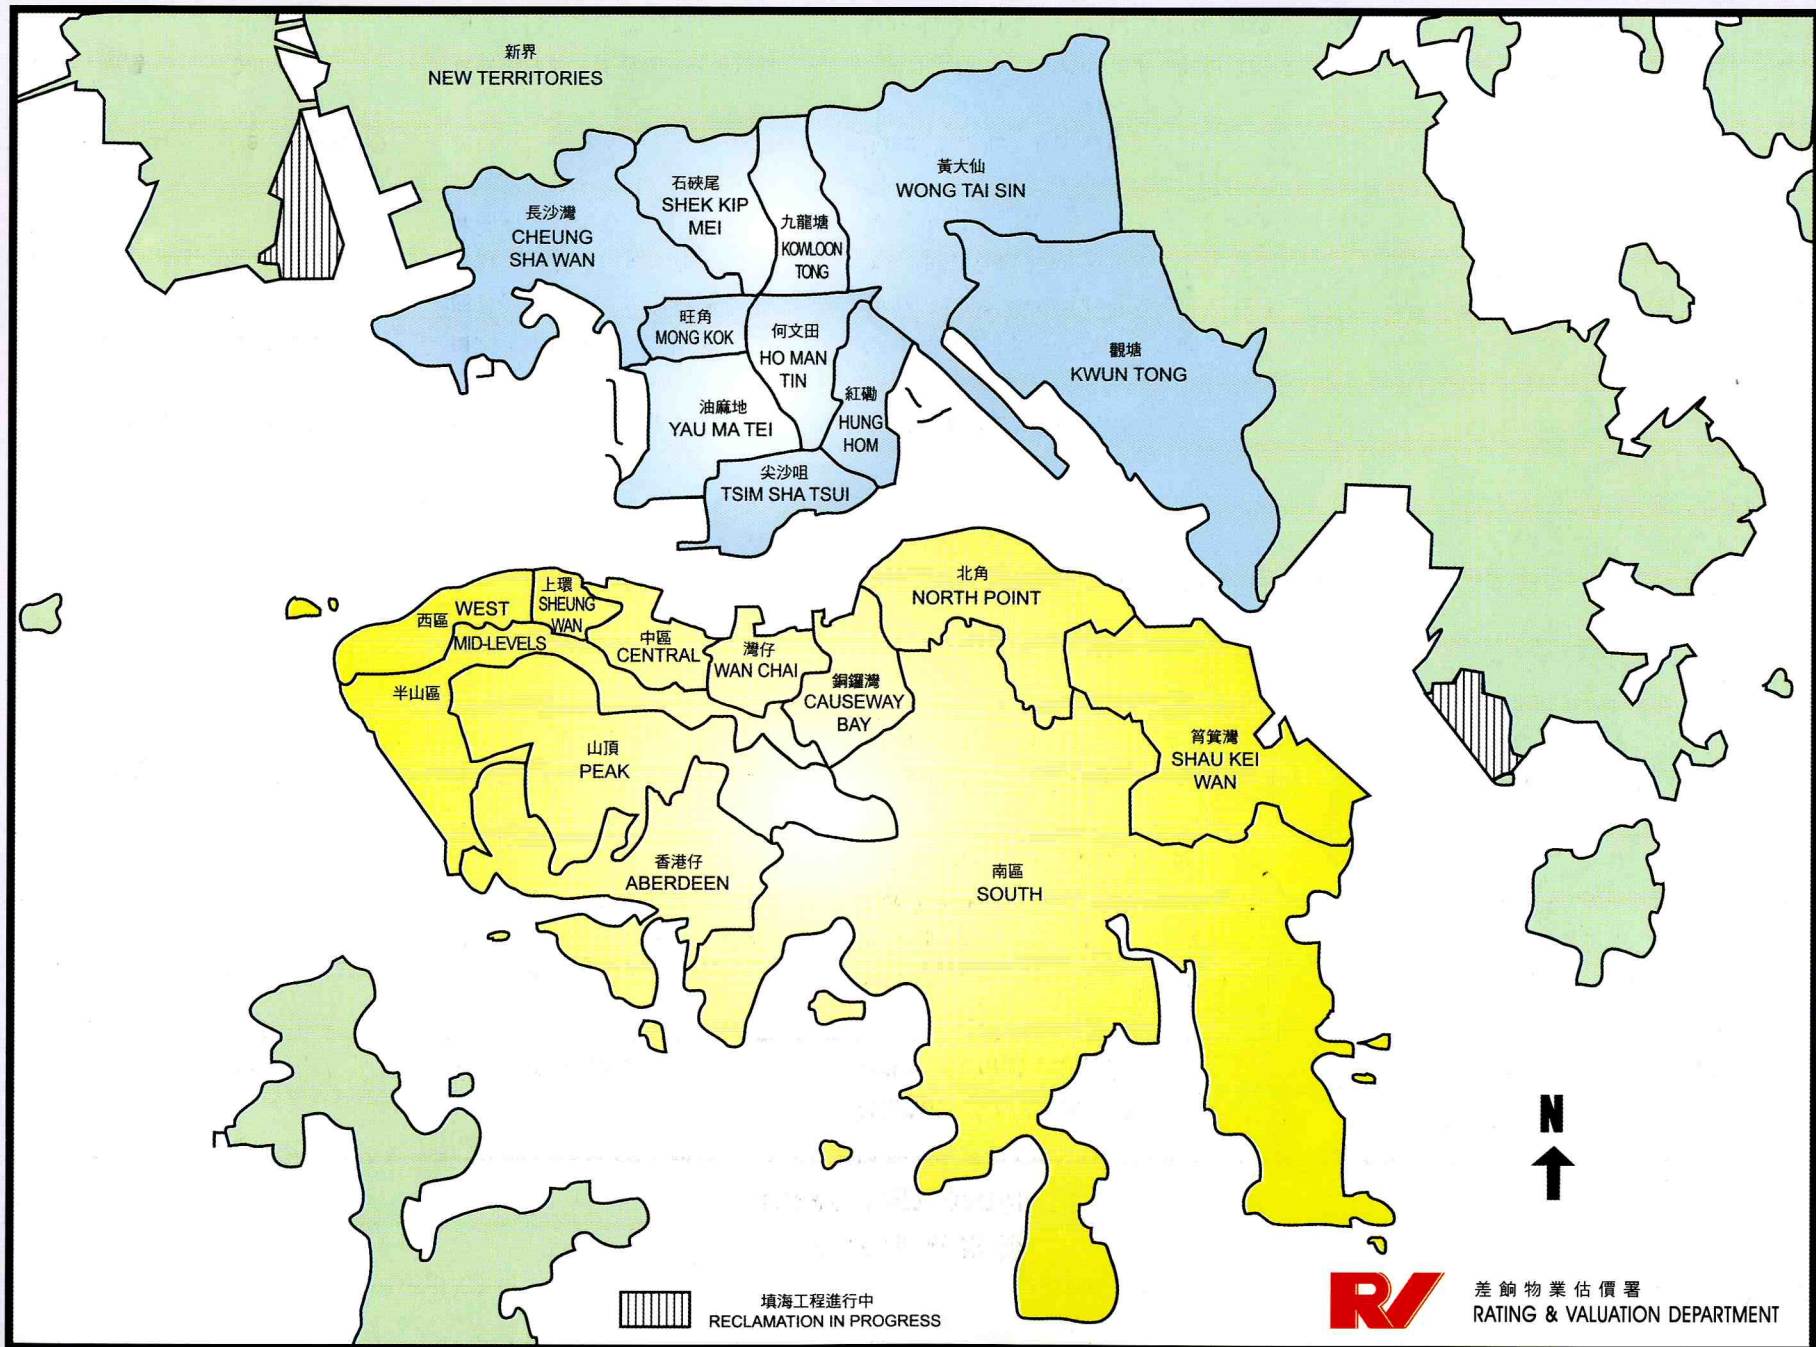 新界
NEW TERRITORIES
黃大仙
WONG TAI SIN
石硤尾
SHEK KIP
MEI
九龍塘
KOWLOON
TONG
長沙灣
CHEUNG
SHA WAN
旺角
MONG KOK
何文田
HO MAN
TIN
觀塘
KWUN TONG
紅磡
HUNG
HOM
油麻地
YAU MA TEI
尖沙咀
TSIM SHA TSUI
北角
NORTH POINT
上環
SHEUNG
WAN
西區
WEST
MID-LEVELS
半山區
中區
CENTRAL
灣仔
WAN CHAI
銅鑼灣
CAUSEWAY
BAY
山頂
PEAK
筲箕灣
SHAU KEI
WAN
香港仔
ABERDEEN
南區
SOUTH
N
填海工程進行中
RECLAMATION IN PROGRESS
RV
差餉物業估價署
RATING & VALUATION DEPARTMENT